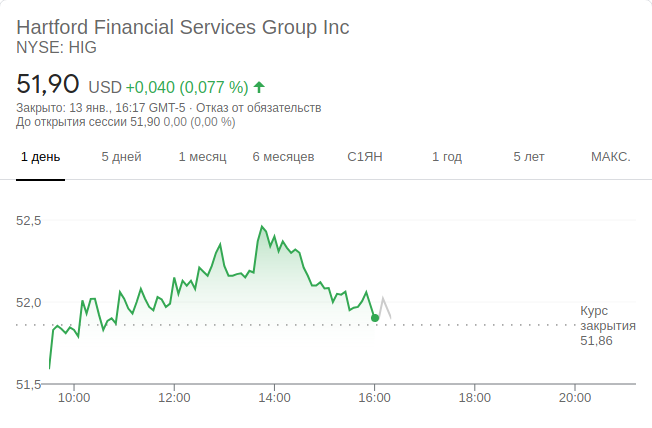 Hartford Financial Services Group Inc
NYSE: HIG
51,90 USD +0,040 (0,077 %)
Закрыто: 13 янв., 16:17 GMT-5 · Отказ от обязательств
До открытия сессии 51,90 0,00 (0,00 %)
1 день 5 дней 1 месяц 6 месяцев С1ЯН 1 год 5 лет МАКС.
52,5
52,0
Курс
закрытия
51,86
51,5
10:00 12:00 14:00 16:00 18:00 20:00